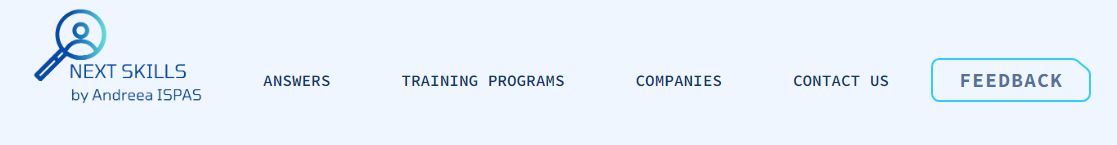 NEXT SKILLS
by Andreea ISPAS
ANSWERS
TRAINING PROGRAMS
COMPANIES
CONTACT US
FEEDBACK